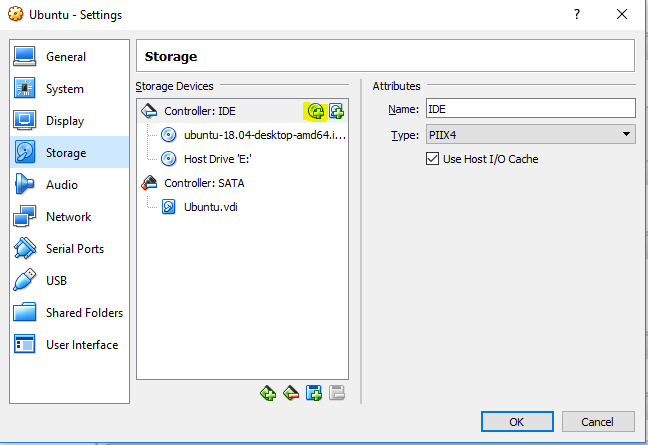 Ubuntu - Settings
General
System
Display
Storage
Audio
Network
Serial Ports
USB
Shared Folders
User Interface
Storage
Storage Devices
Controller: IDE
ubuntu-18.04-desktop-amd64.i...
Host Drive 'E:'
Controller: SATA
Ubuntu.vdi
Attributes
Name: IDE
Type: PIIX4
Use Host I/O Cache
OK
Cancel